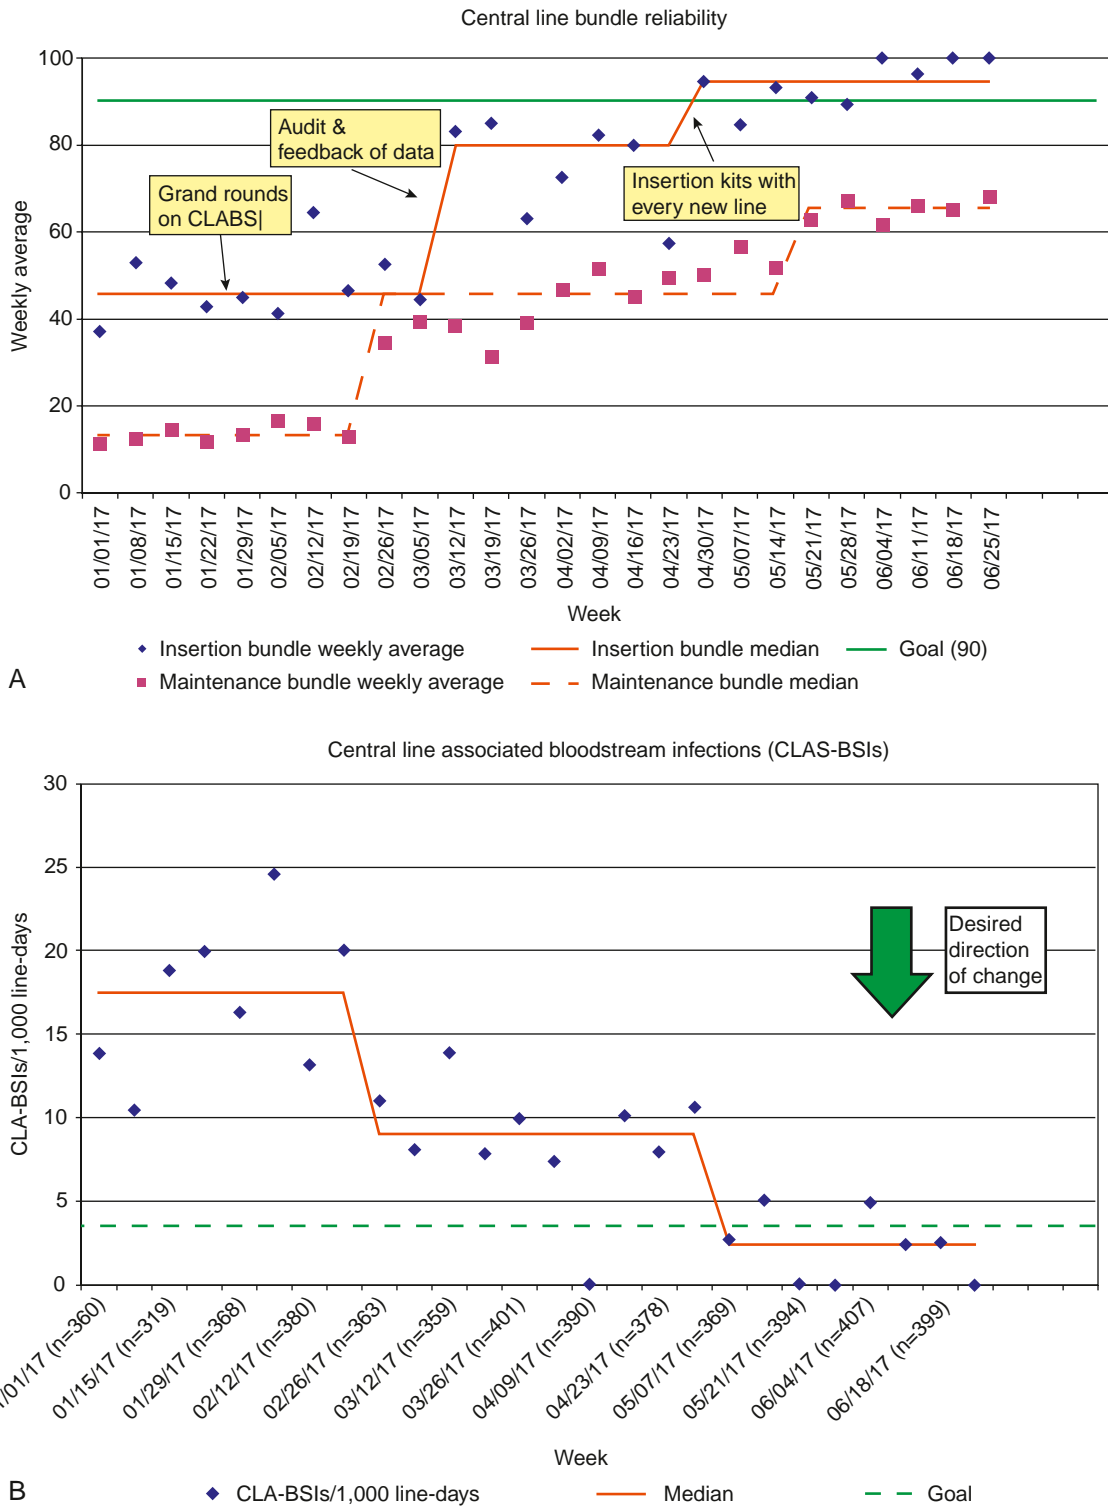 Central line bundle reliability
Weekly average
100
80
60
40
20
0
Audit &
feedback of data
Grand rounds
on CLABS|
Insertion kits with
every new line
01/01/17
01/08/17
01/15/17
01/22/17
01/29/17
02/05/17
02/12/17
02/19/17
02/26/17
03/05/17
03/12/17
03/19/17
03/26/17
04/02/17
04/09/17
04/16/17
04/23/17
04/30/17
05/07/17
05/14/17
05/21/17
05/28/17
06/04/17
06/11/17
06/18/17
06/25/17
Week
Insertion bundle weekly average
Insertion bundle median
Goal (90)
Maintenance bundle weekly average
Maintenance bundle median
A
Central line associated bloodstream infections (CLAS-BSIs)
CLA-BSIs/1,000 line-days
30
25
20
15
10
5
0
Desired
direction
of change
/01/17 (n=360)
01/15/17 (n=319)
01/29/17 (n=368)
02/12/17 (n=380)
02/26/17 (n=363)
03/12/17 (n=359)
03/26/17 (n=401)
04/09/17 (n=390)
04/23/17 (n=378)
05/07/17 (n=369)
05/21/17 (n=394)
06/04/17 (n=407)
06/18/17 (n=399)
Week
B
CLA-BSIs/1,000 line-days
Median
Goal